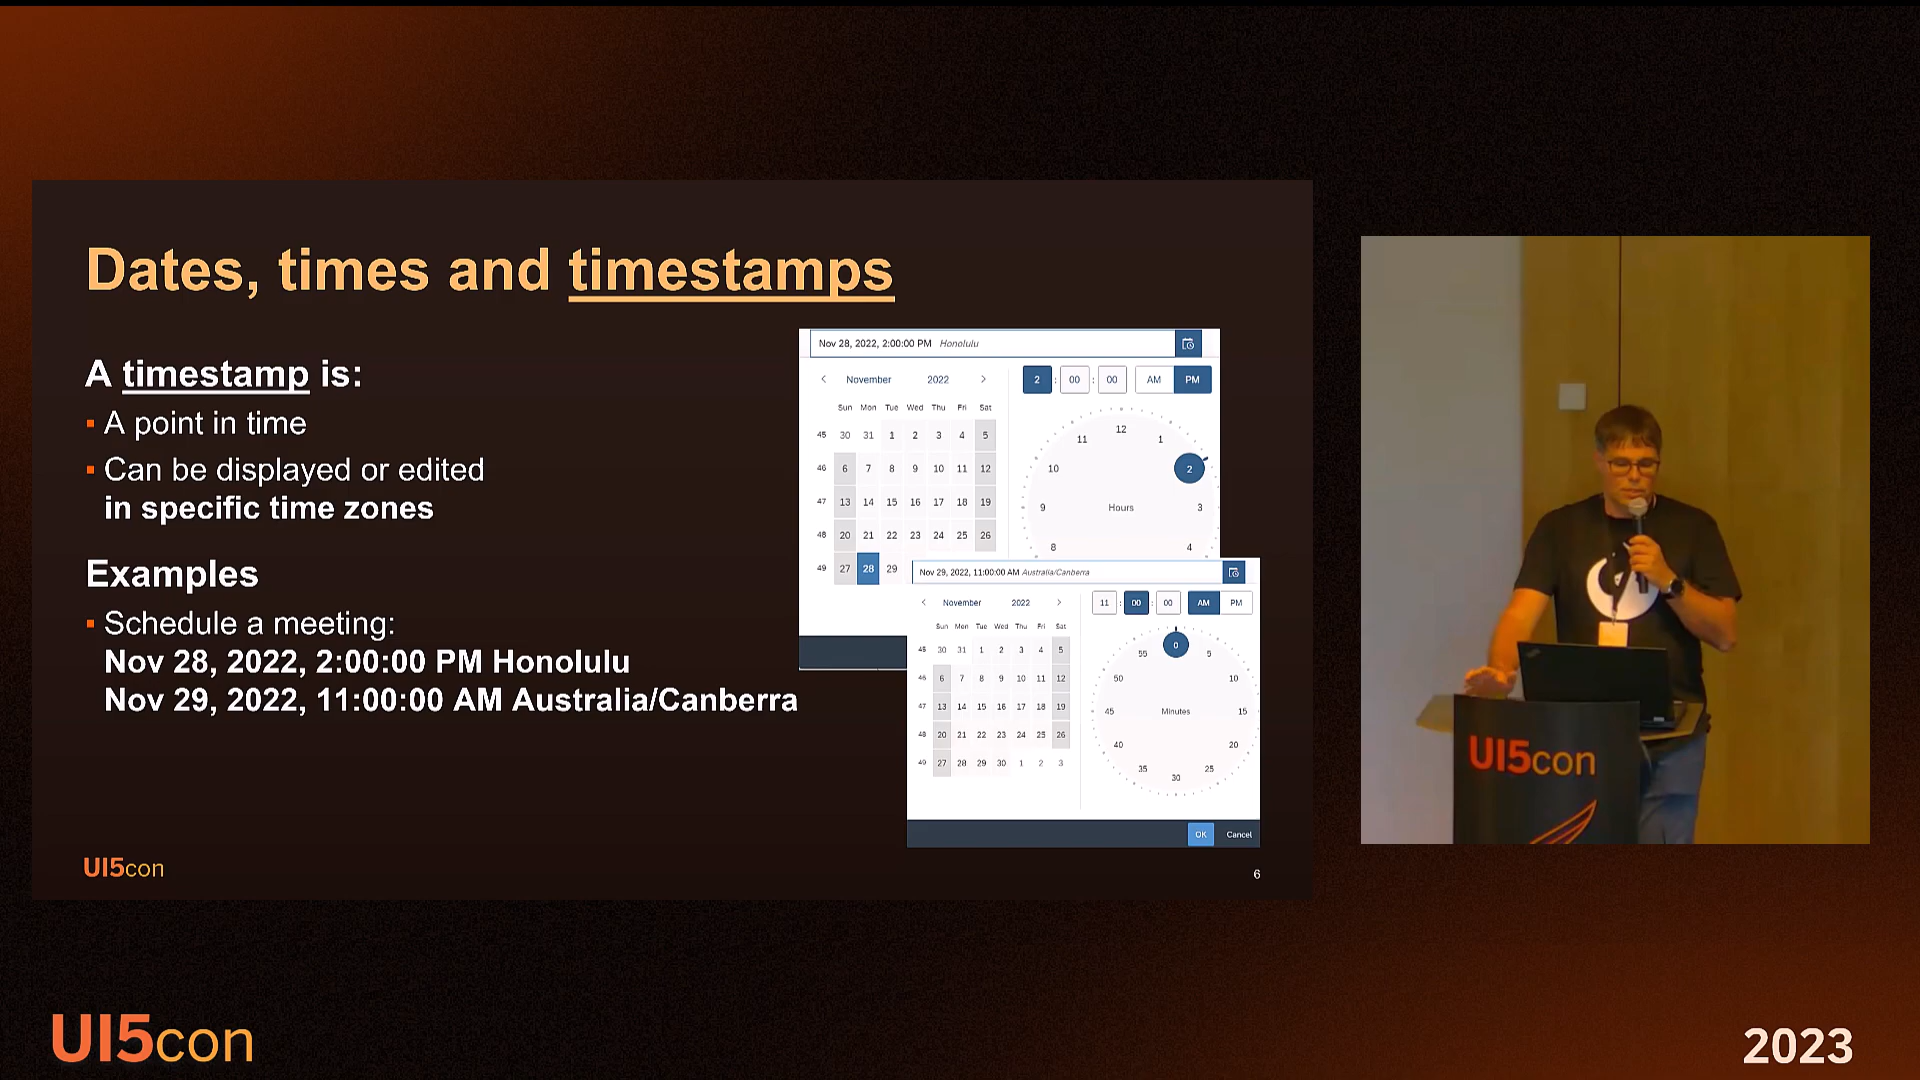 Dates, times and timestamps
A timestamp is:
▪ A point in time
▪ Can be displayed or edited
in specific time zones
Examples
▪ Schedule a meeting:
Nov 28, 2022, 2:00:00 PM Honolulu
Nov 29, 2022, 11:00:00 AM Australia/Canberra
Nov 28, 2022, 2:00:00 PM Honolulu
November 2022
2 : 00 : 00 AM PM
Sun Mon Tue Wed Thu Fri Sat
45 30 31 1 2 3 4 5
46 6 7 8 9 10 11 12
47 13 14 15 16 17 18 19
48 20 21 22 23 24 25 26
49 27 28 29
12
11 1
10 2
9 Hours 3
8 4
Nov 29, 2022, 11:00:00 AM Australia/Canberra
November 2022
11 : 00 : 00 AM PM
Sun Mon Tue Wed Thu Fri Sat
45 30 31 1 2 3 4 5
46 6 7 8 9 10 11 12
47 13 14 15 16 17 18 19
48 20 21 22 23 24 25 26
49 27 28 29 30 1 2 3
0
55 5
50 10
45 Minutes 15
40 20
35 25
30
OK Cancel
UI5con
6
UI5con
UI5con
2023